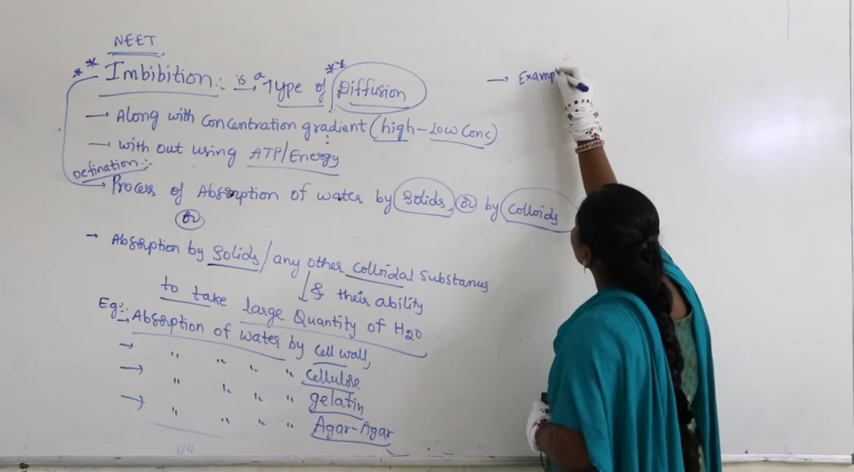 NEET
** Imbibition :- is a Type of ** Diffusion
→ Along with concentration gradient (high - Low Conc)
→ with out using ATP/Energy
Defination :-
→ Process of Absorption of water by Solids, or by Colloids
or
→ Absorption by Solids / any other colloidal Substances
& their ability
to take large Quantity of H2O
Eg:- → Absorption of water by cell wall,
→ " " " " cellulose
→ " " " " gelatin
→ " " " " Agar-Agar
→ Examp